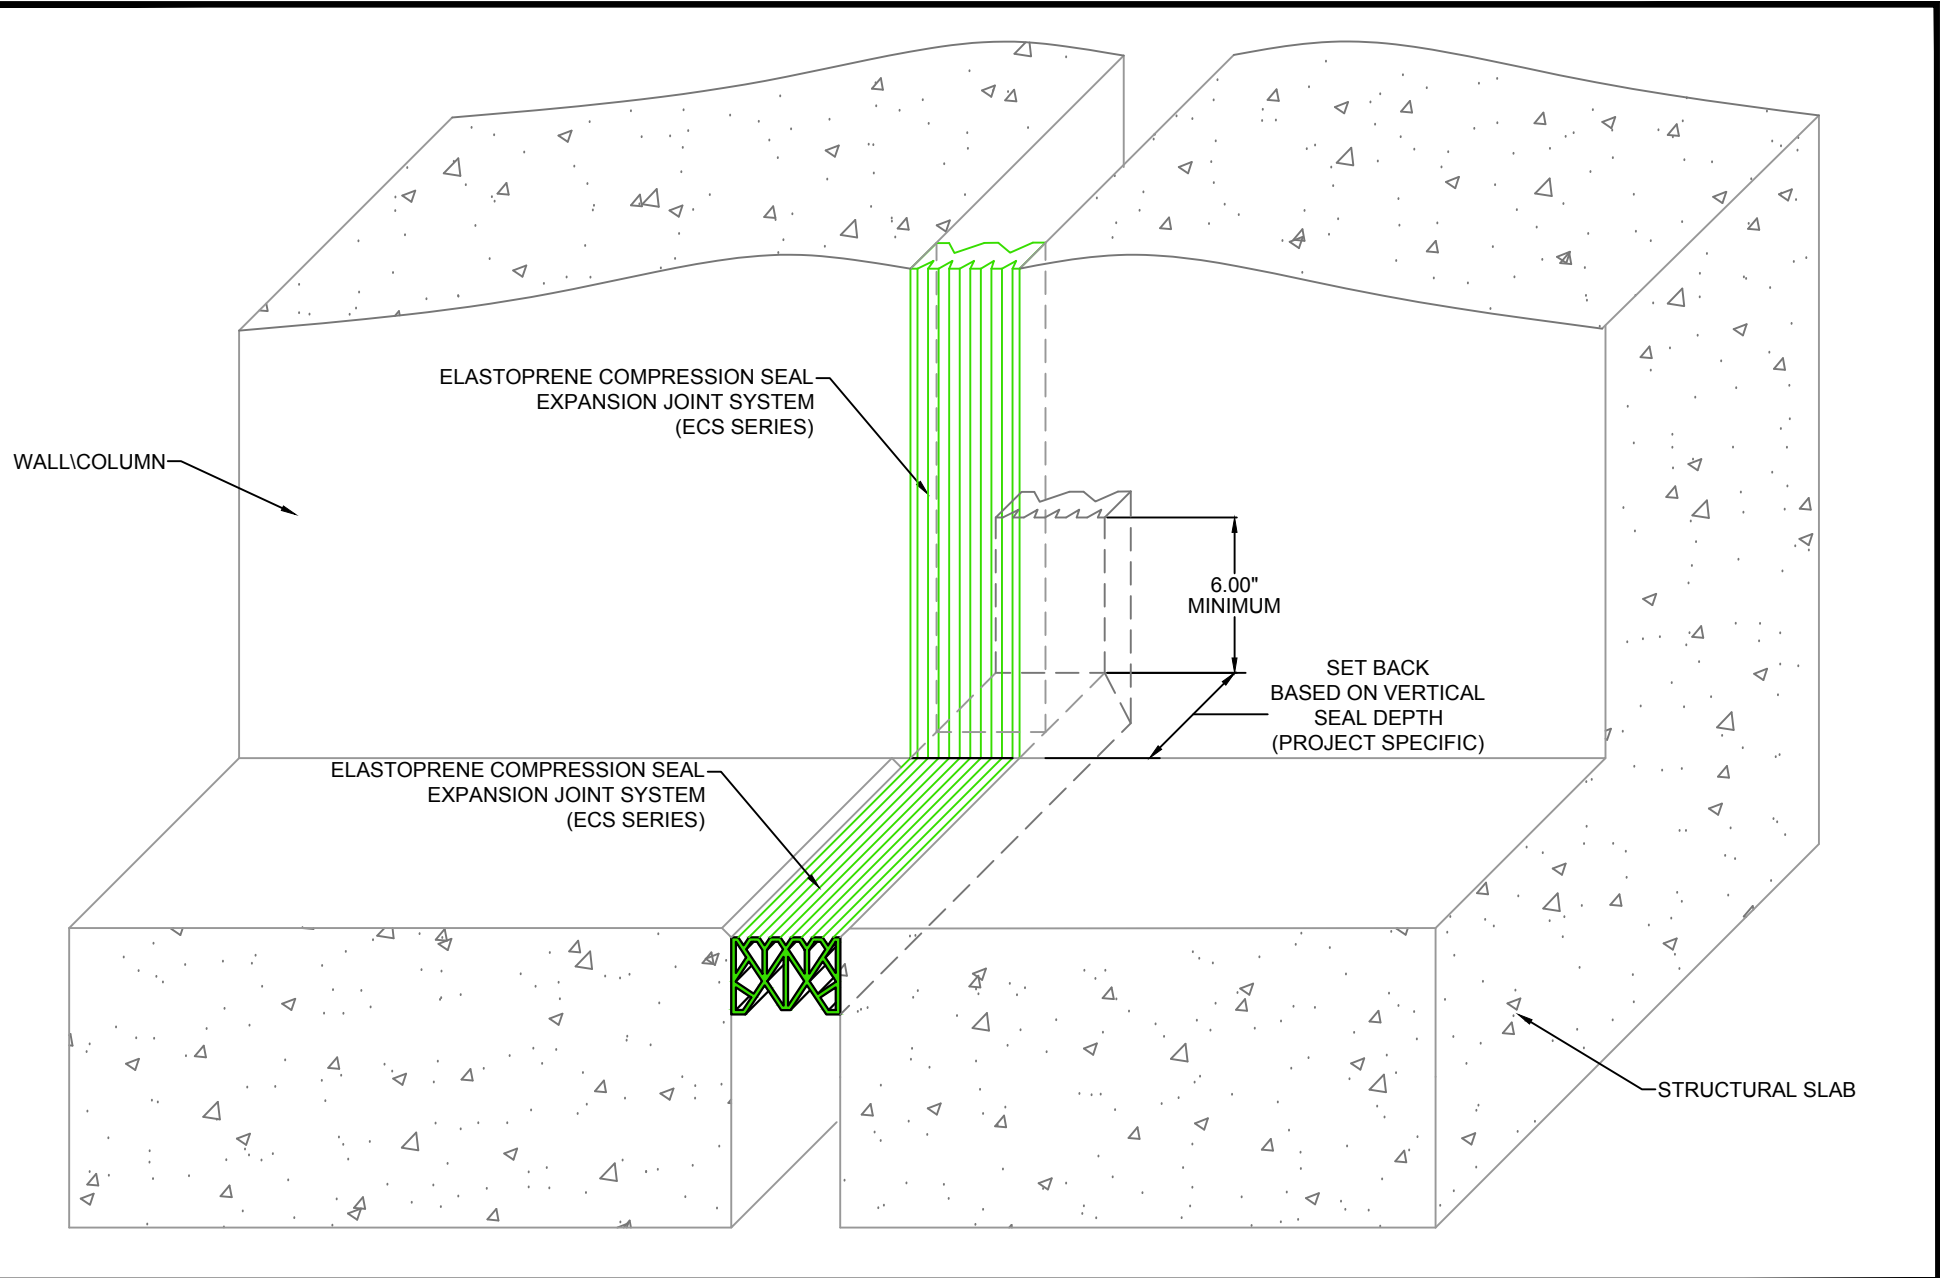 ELASTOPRENE COMPRESSION SEAL
EXPANSION JOINT SYSTEM
(ECS SERIES)
WALL\COLUMN
6.00"
MINIMUM
SET BACK
BASED ON VERTICAL
SEAL DEPTH
(PROJECT SPECIFIC)
ELASTOPRENE COMPRESSION SEAL
EXPANSION JOINT SYSTEM
(ECS SERIES)
STRUCTURAL SLAB